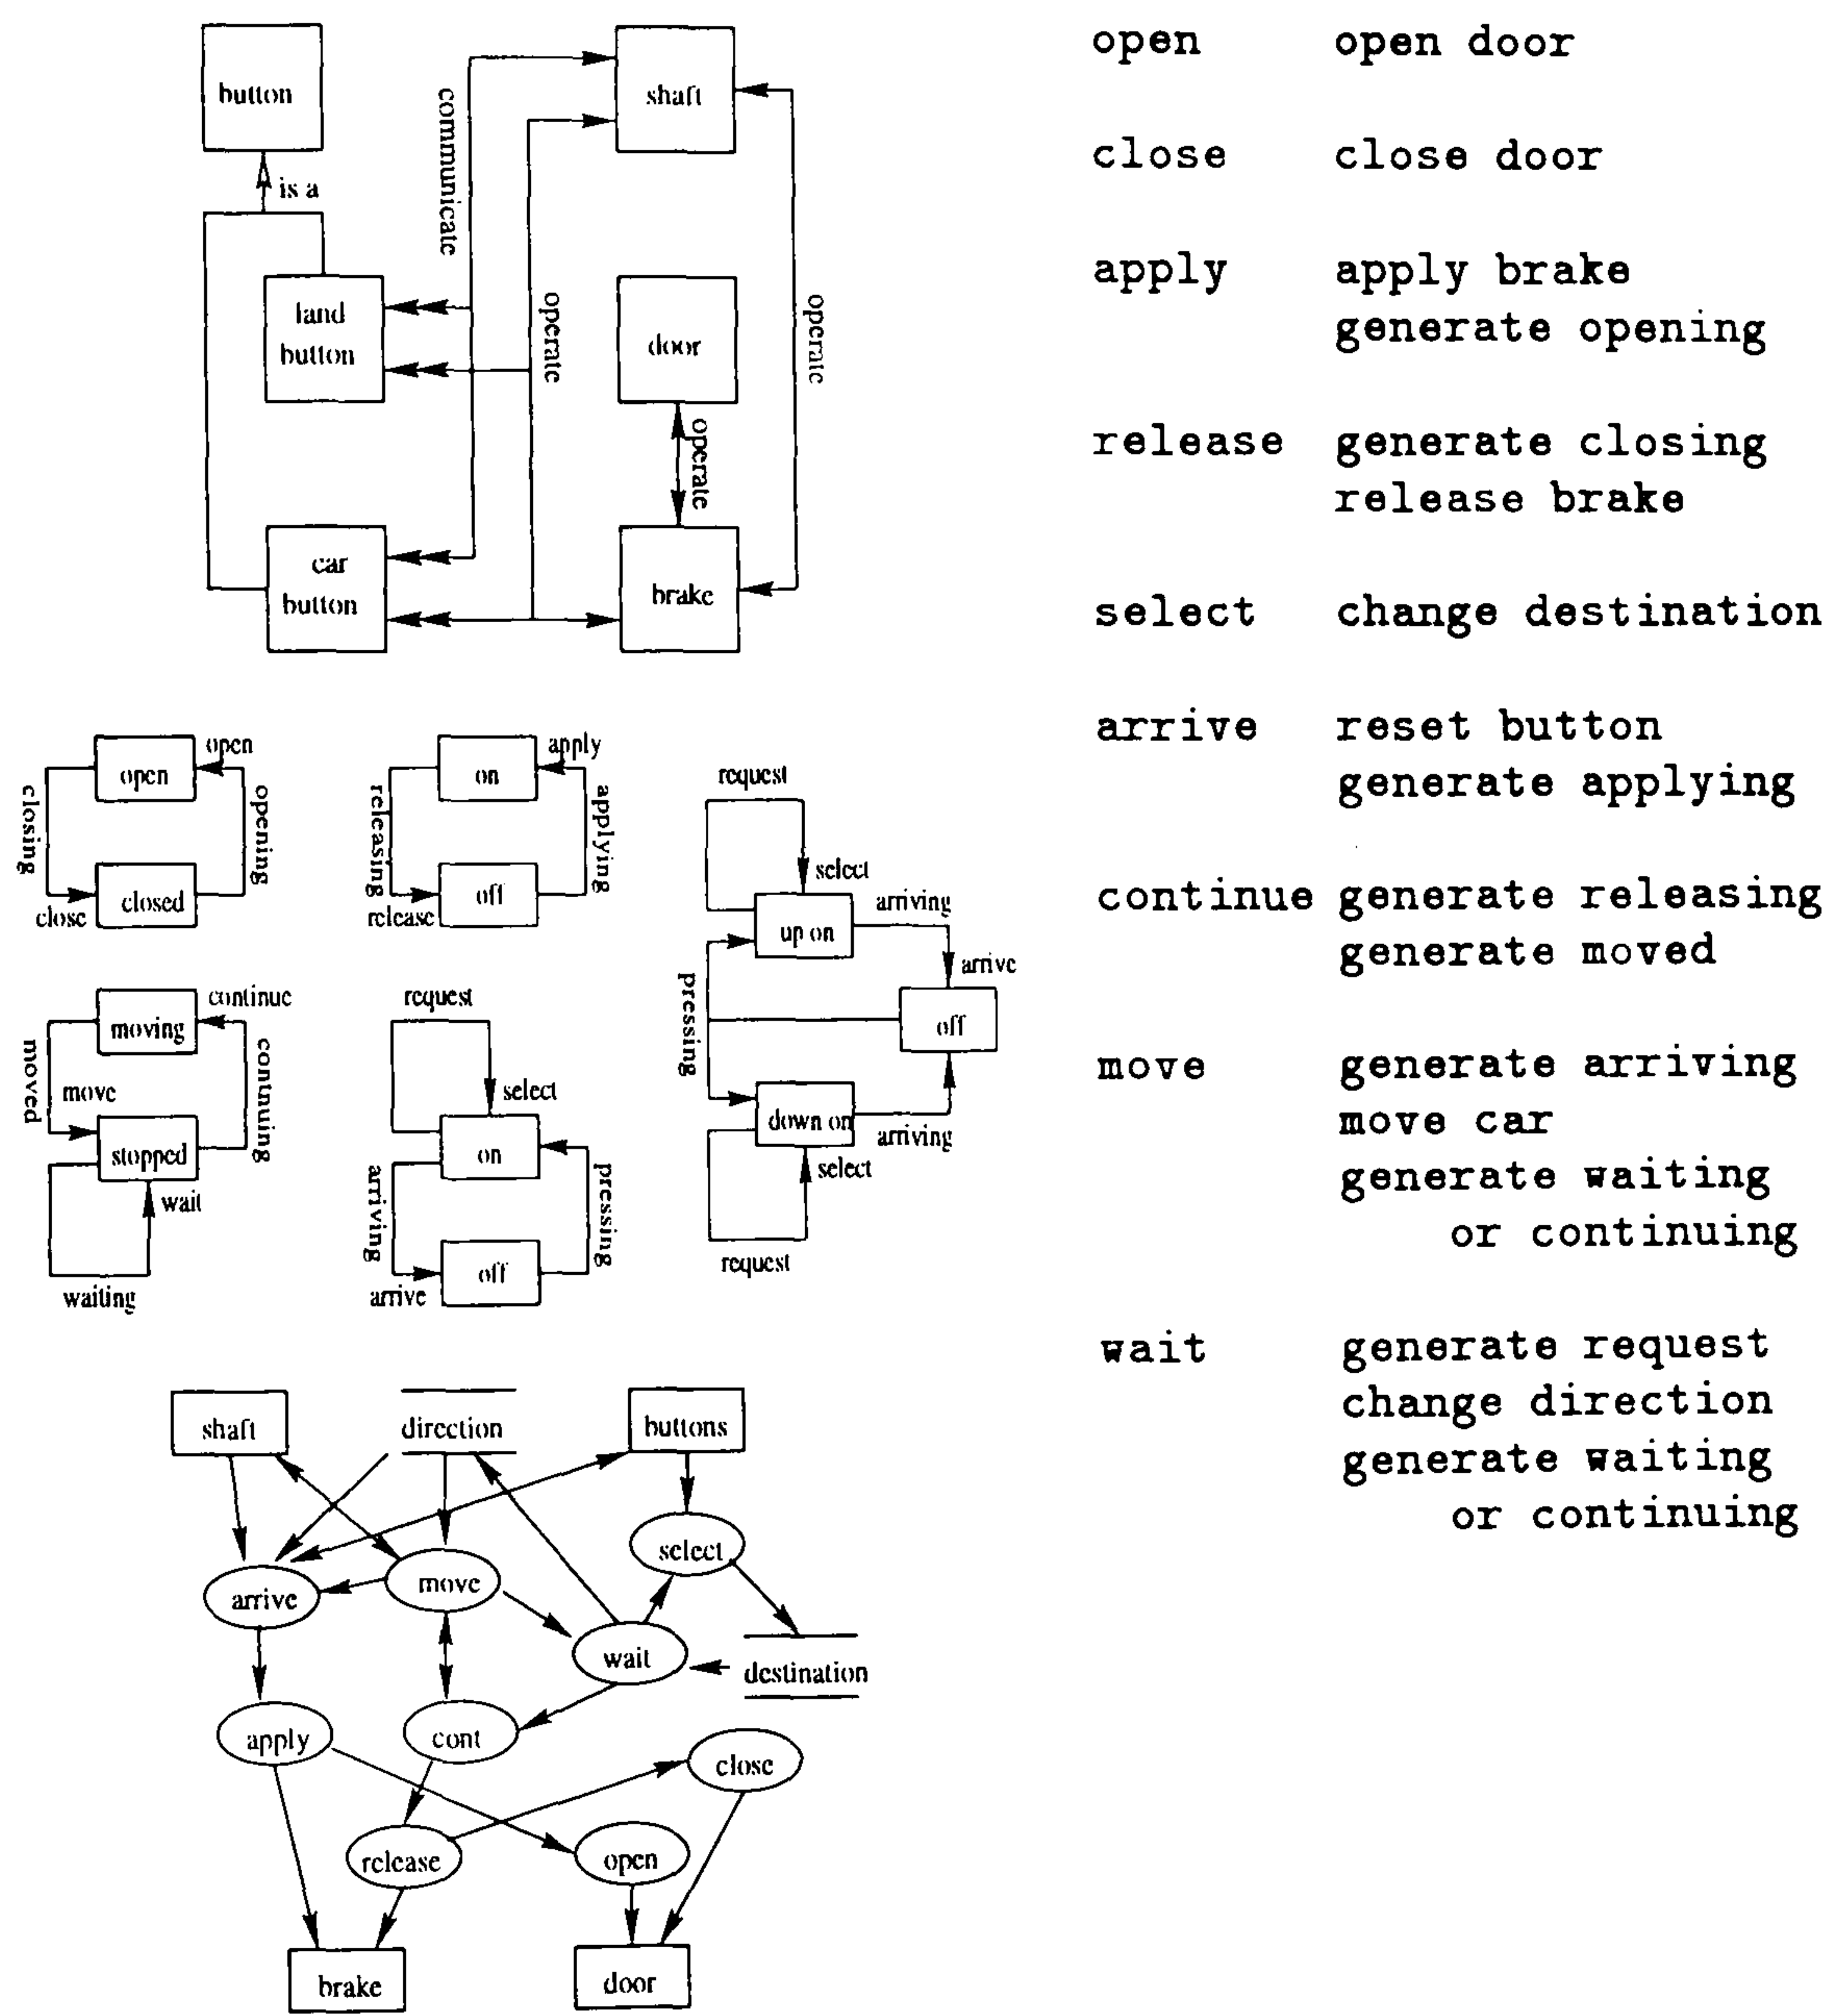 button
shaft
is a
communicate
land
button
operate
door
operate
operate
car
button
brake
open
open
closing
opening
closed
close
apply
on
releasing
applying
off
release
request
select
up on
arriving
arrive
pressing
off
down on
arriving
select
request
continue
moving
moved
move
continuing
stopped
wait
waiting
request
select
on
arriving
pressing
off
arrive
shaft
direction
buttons
select
arrive
move
wait
destination
apply
cont
close
release
open
brake
door
open open door
close close door
apply apply brake
generate opening
release generate closing
release brake
select change destination
arrive reset button
generate applying
continue generate releasing
generate moved
move generate arriving
move car
generate waiting
or continuing
wait generate request
change direction
generate waiting
or continuing